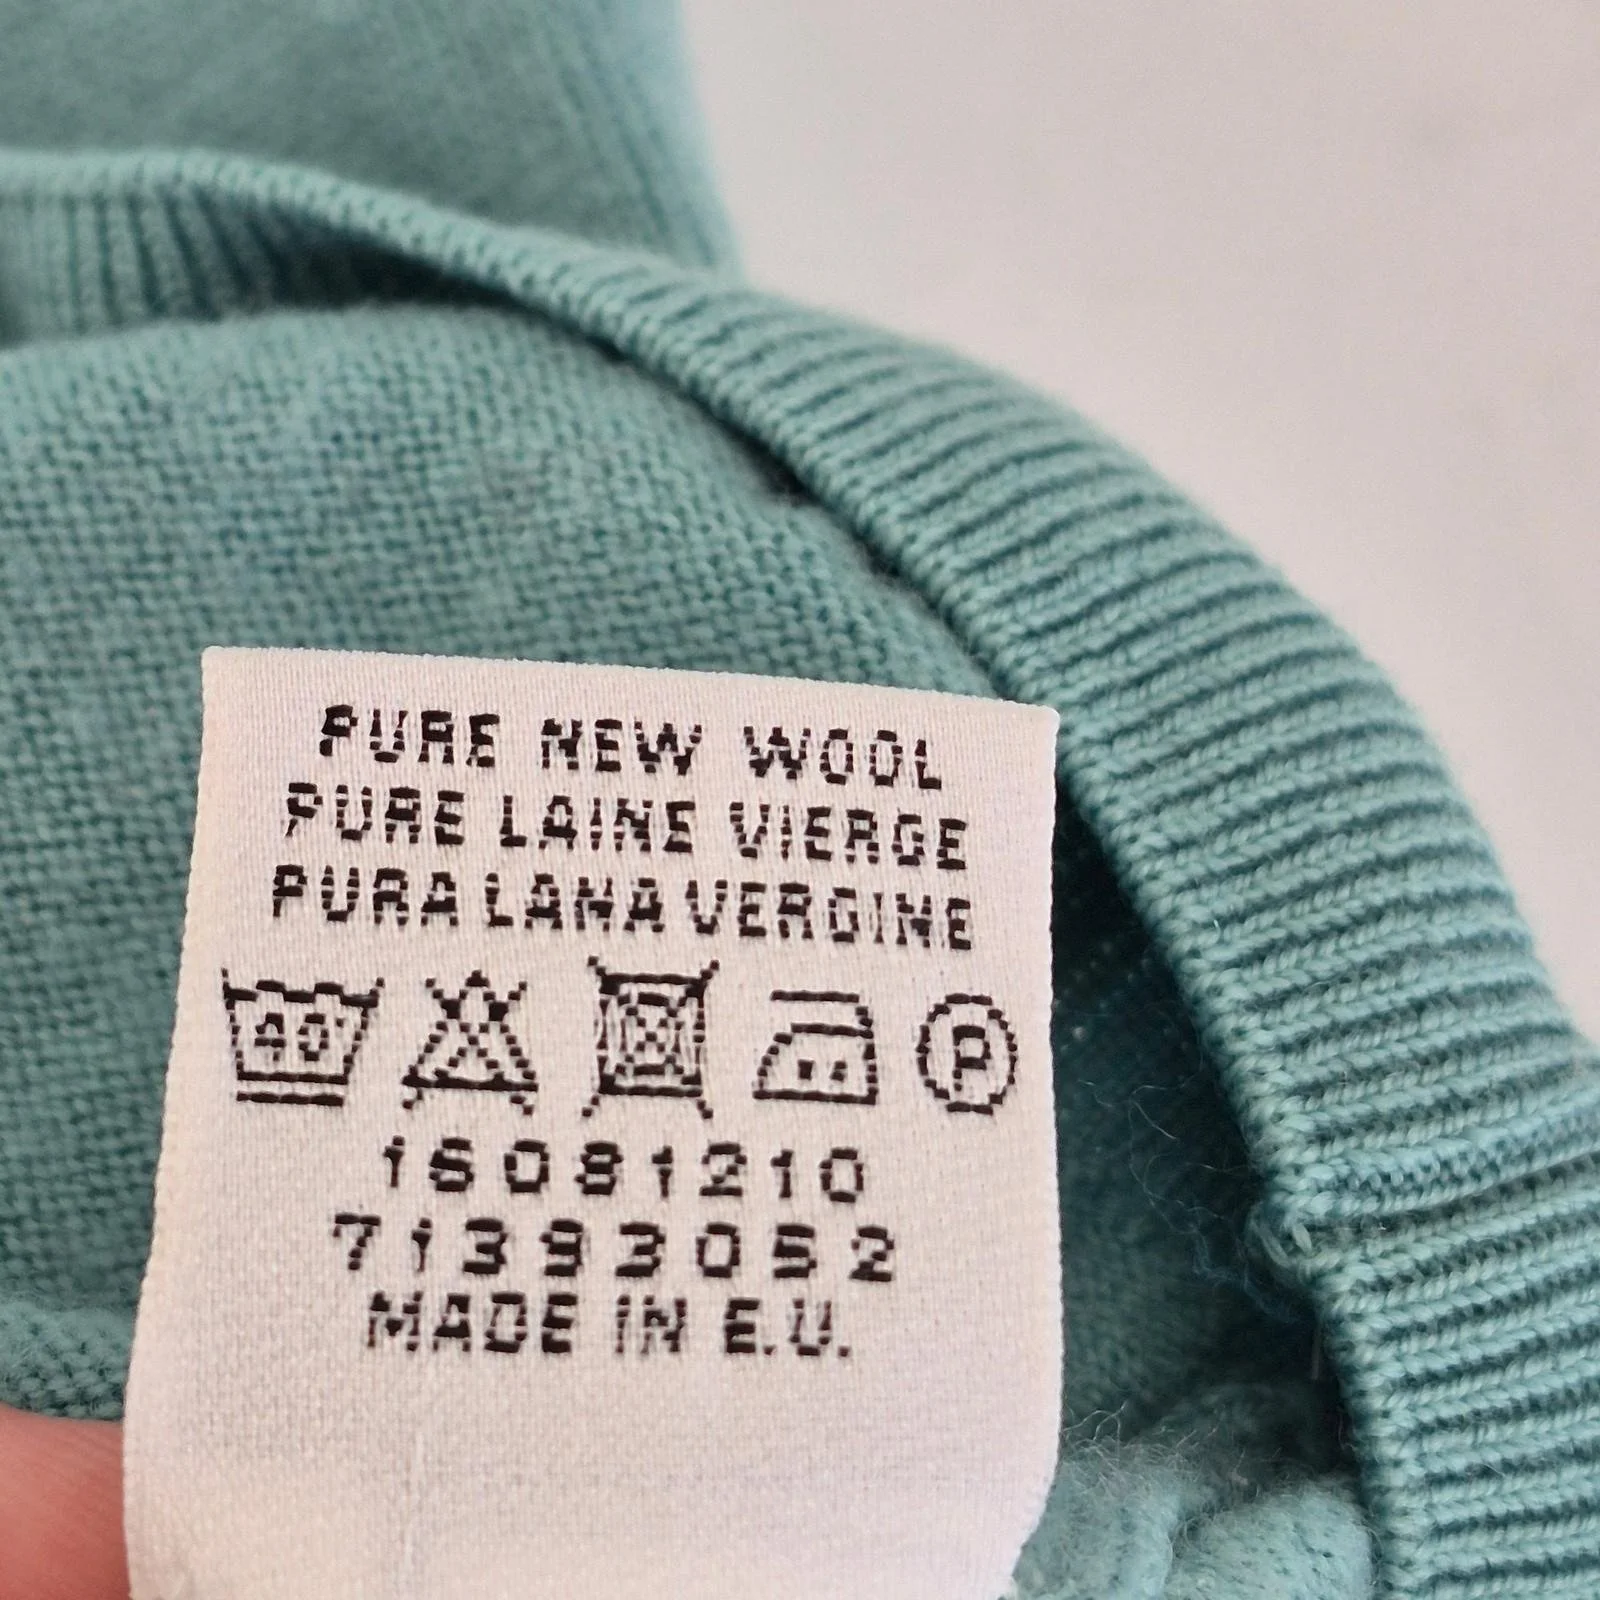 PURE NEW WOOL
PURE LAINE VIERGE
PURA LANA VERGINE
40 P
16081210
71393052
MADE IN E.U.